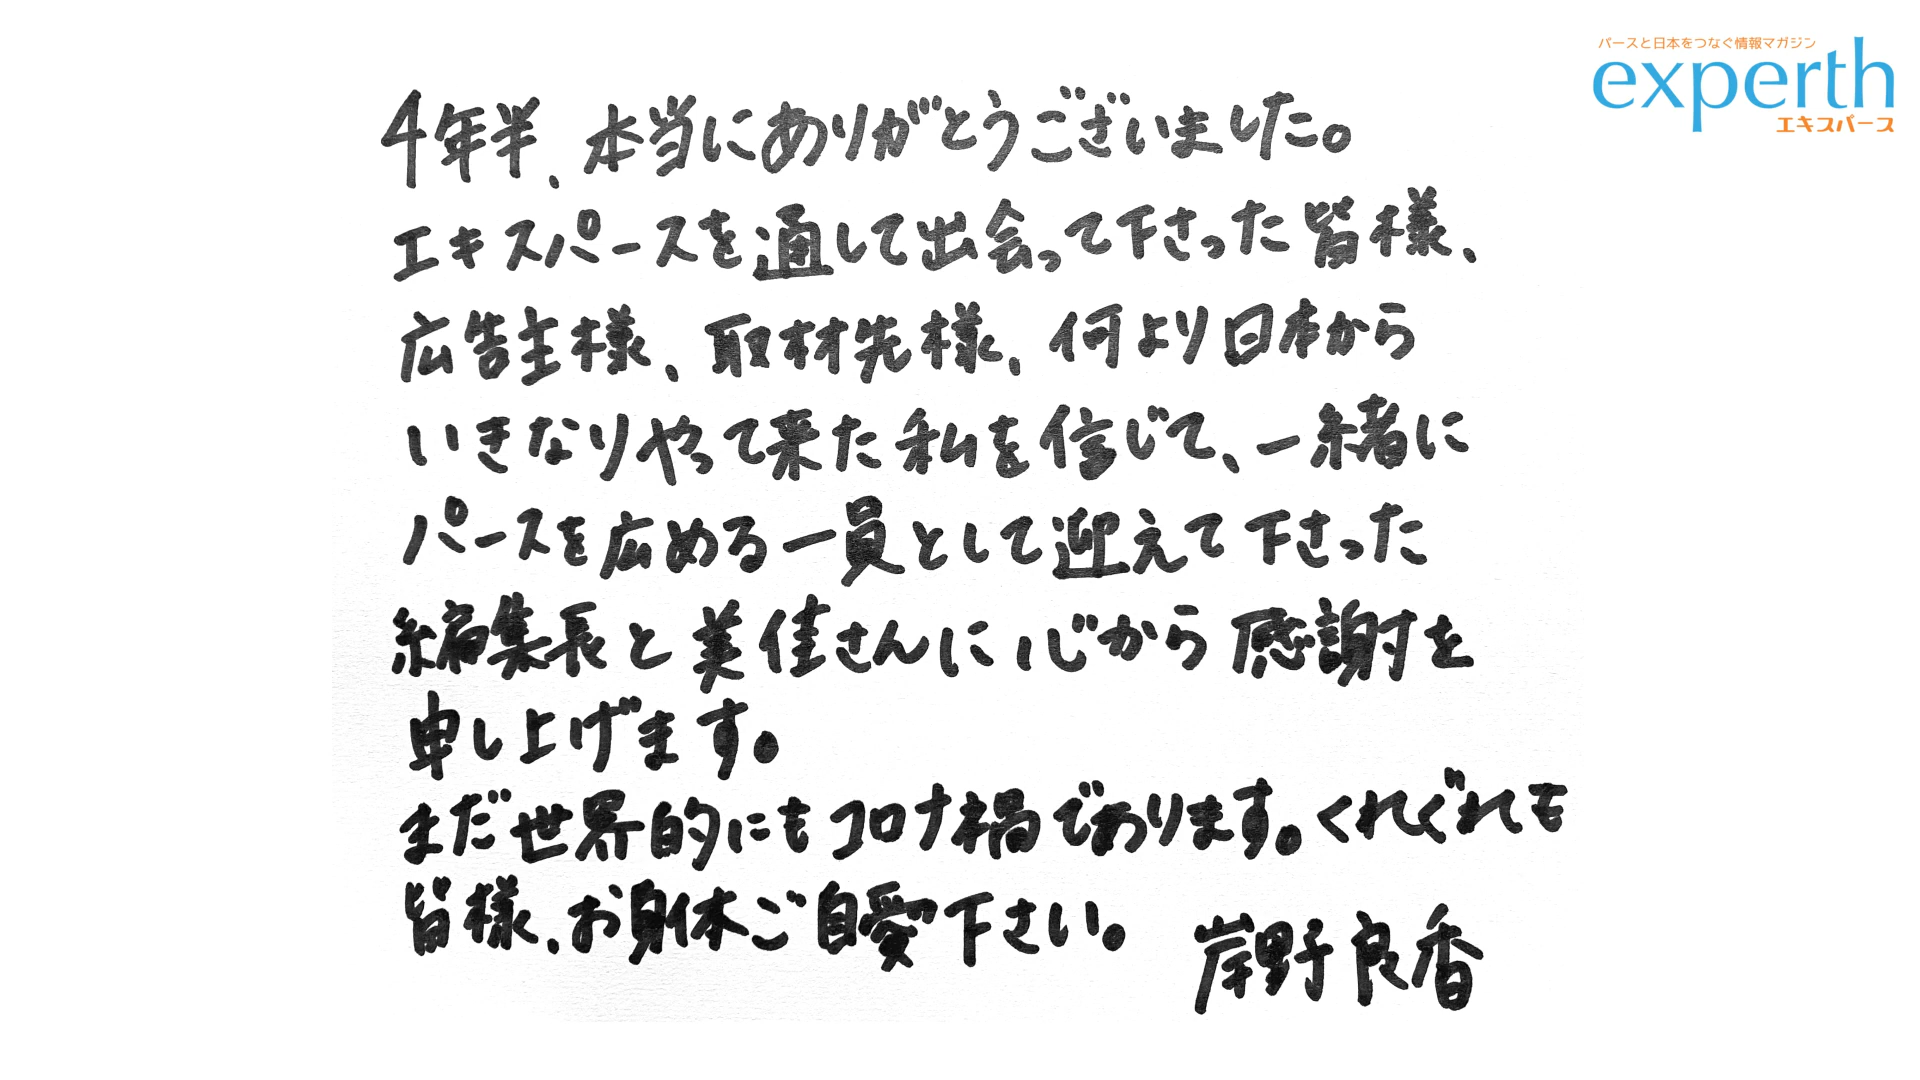 パースと日本をつなぐ情報マガジン
experth
エキスパース
4年半、本当にありがとうございました。
エキスパースを通して出会って下さった皆様、
広告主様、取材先様、何より日本から
いきなりやって来た私を信じて、一緒に
パースを広める一員として迎えて下さった
編集長と美佳さんに心から感謝を
申し上げます。
まだ世界的にもコロナ禍であります。くれぐれも
皆様、お身体ご自愛下さい。
岸野良香